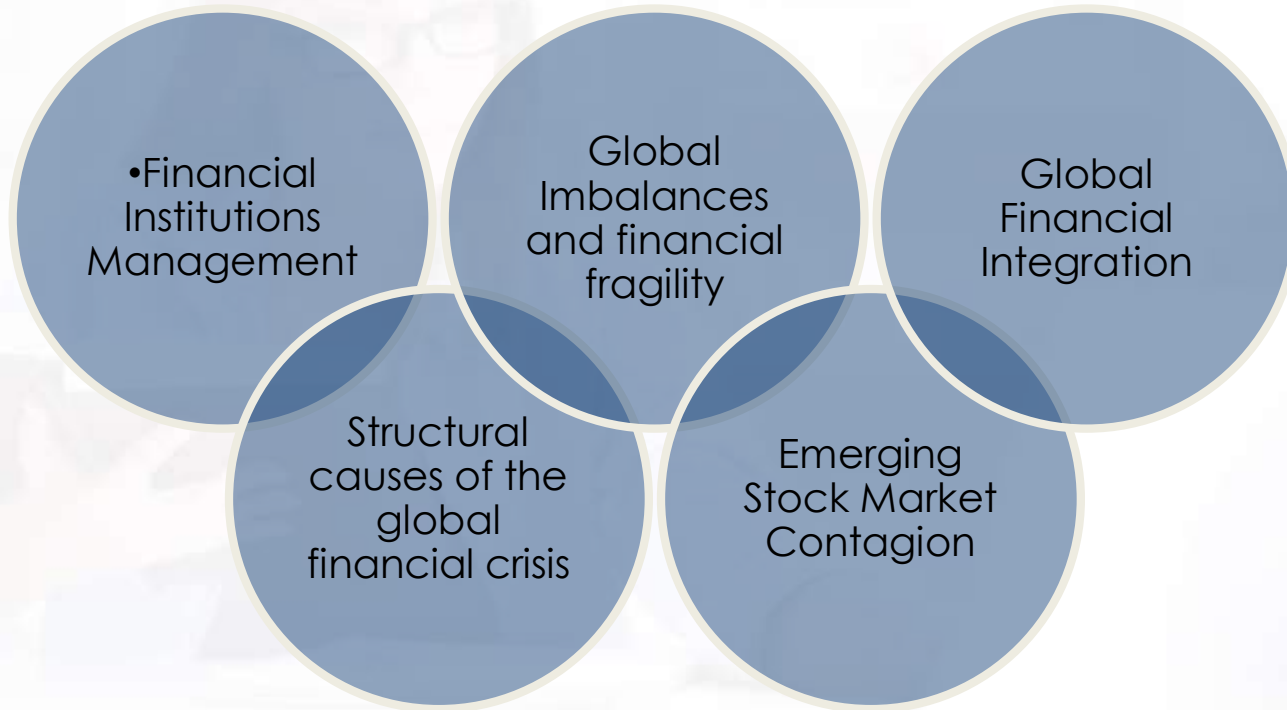 •Financial
Institutions
Management
Global
Imbalances
and financial
fragility
Global
Financial
Integration
Structural
causes of the
global
financial crisis
Emerging
Stock Market
Contagion